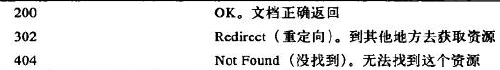 200 OK。文档正确返回
302 Redirect（重定向）。到其他地方去获取资源
404 Not Found（没找到）。无法找到这个资源